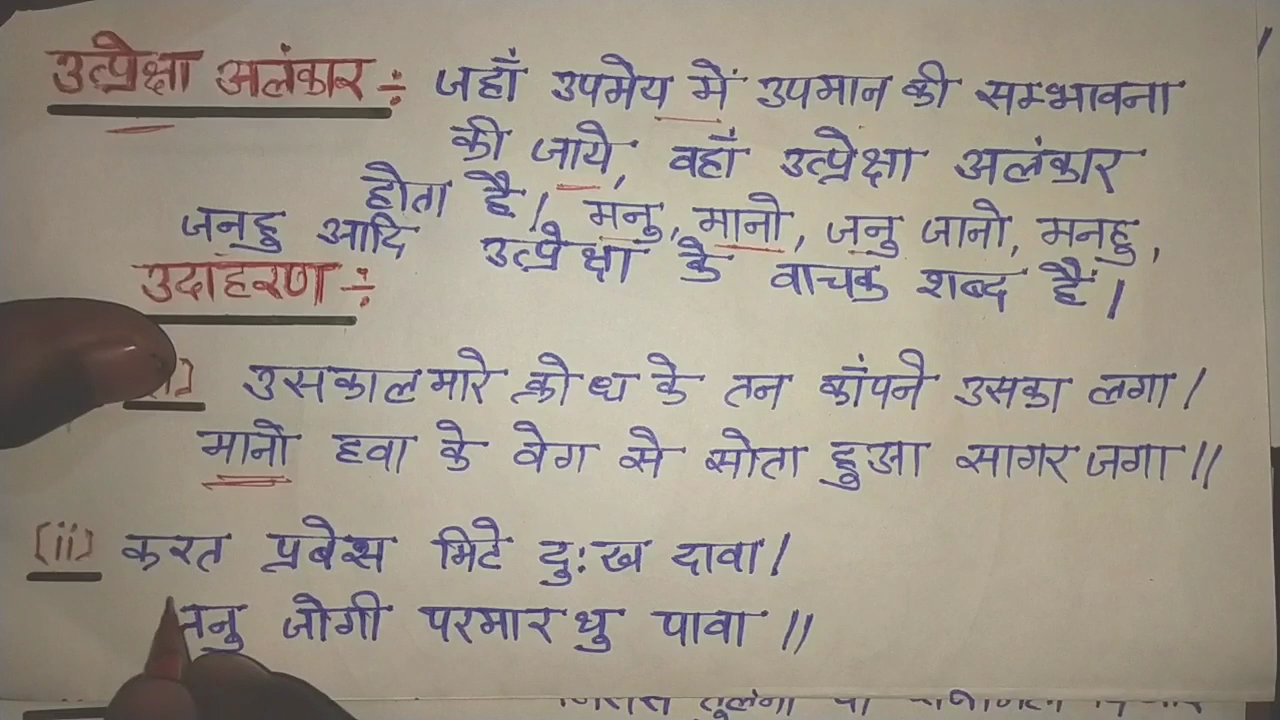 उत्प्रेक्षा अलंकार ÷ जहाँ उपमेय में उपमान की सम्भावना
की जाये, वहाँ उत्प्रेक्षा अलंकार
होता है। मनु, मानो, जनु जानो, मनहु,
जनहु आदि उत्प्रेक्षा के वाचक शब्द हैं।
उदाहरण ÷
उसकाल मारे क्रोध के तन काँपने उसका लगा।
मानो हवा के वेग से सोता हुआ सागर जगा॥
(ii) करत प्रबेस मिटे दुःख दावा।
जनु जोगी परमारथु पावा॥